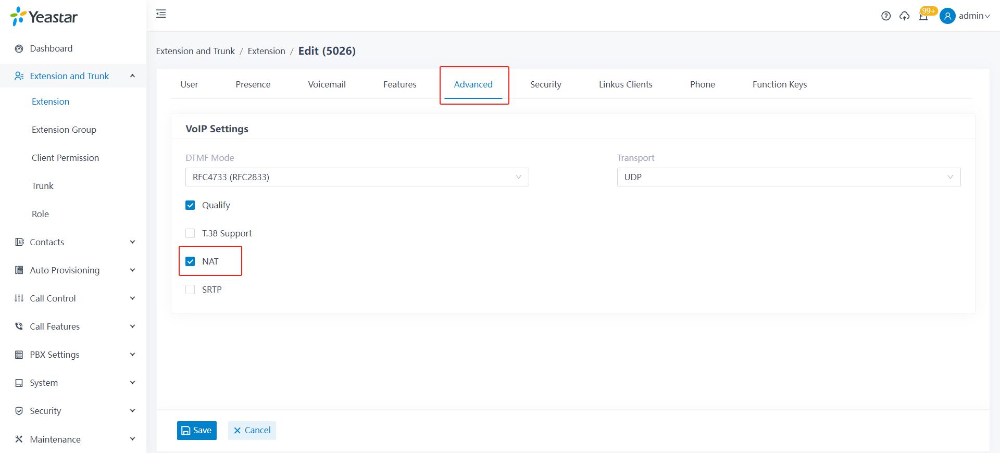 Yeastar
99+
admin
Dashboard
Extension and Trunk
Extension
Extension Group
Client Permission
Trunk
Role
Contacts
Auto Provisioning
Call Control
Call Features
PBX Settings
System
Security
Maintenance
Extension and Trunk / Extension / Edit (5026)
User Presence Voicemail Features Advanced Security Linkus Clients Phone Function Keys
VoIP Settings
DTMF Mode Transport
RFC4733 (RFC2833) UDP
Qualify
T.38 Support
NAT
SRTP
Save Cancel